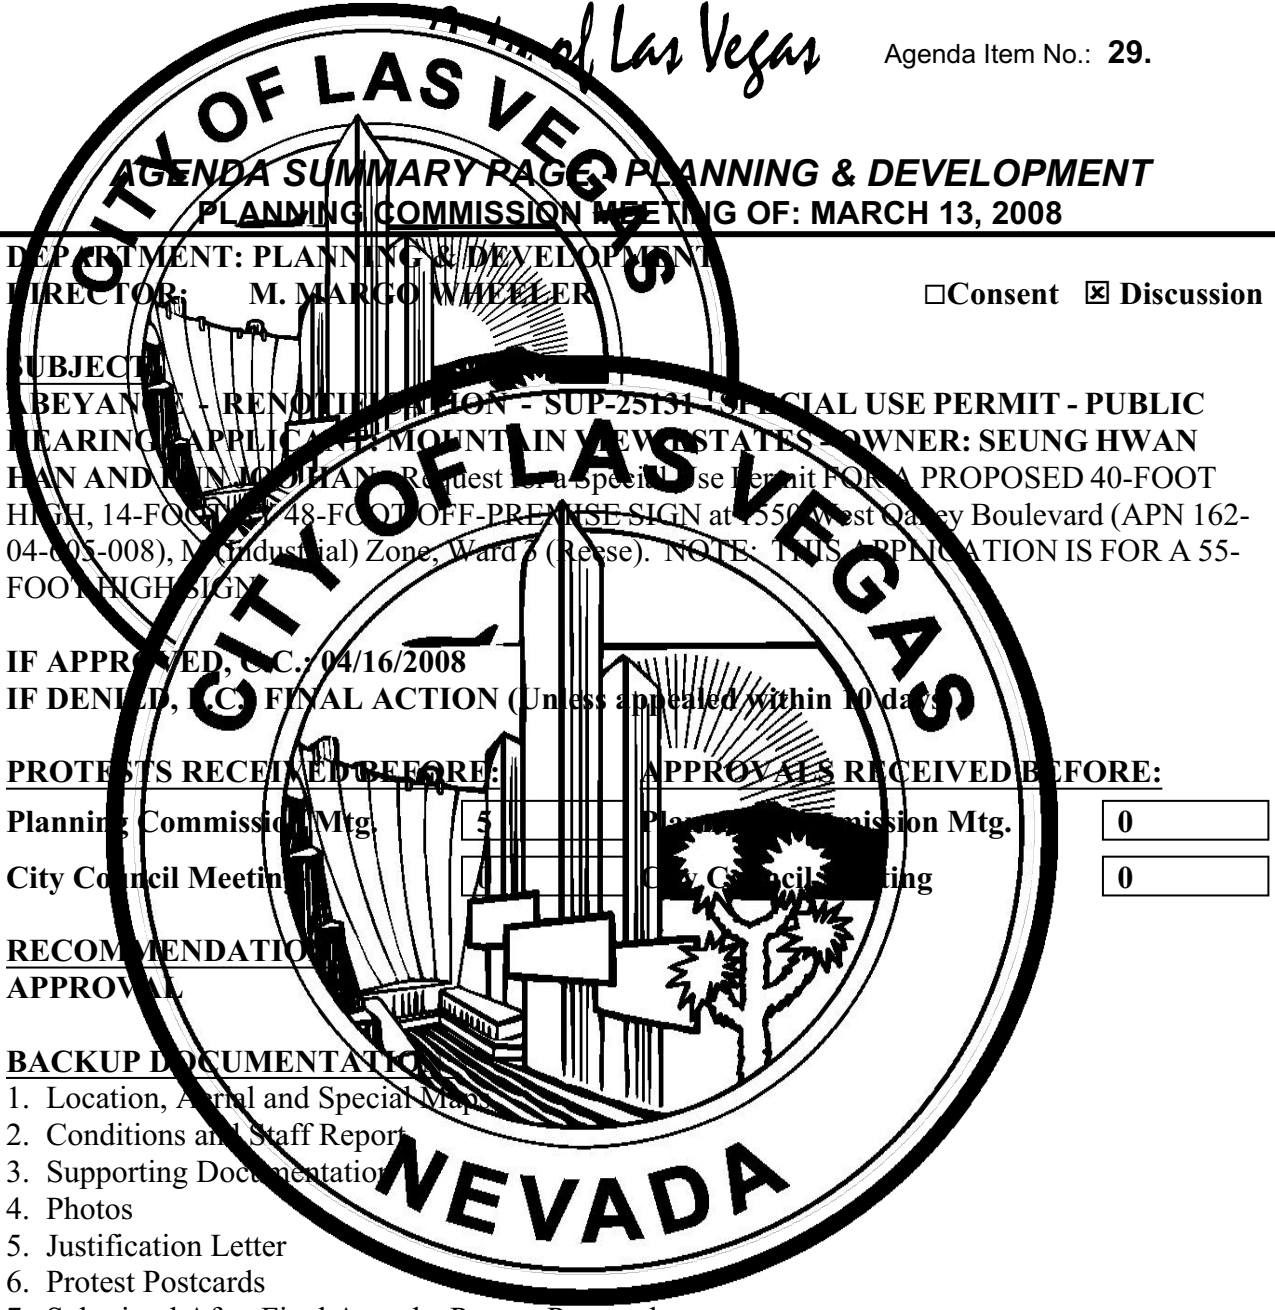 City of Las Vegas
Agenda Item No.: 29.
AGENDA SUMMARY PAGE - PLANNING & DEVELOPMENT
PLANNING COMMISSION MEETING OF: MARCH 13, 2008
DEPARTMENT: PLANNING & DEVELOPMENT
DIRECTOR: M. MARGO WHEELER
☐Consent ☒ Discussion
SUBJECT:
ABEYANCE - RENOTIFICATION - SUP-25131 - SPECIAL USE PERMIT - PUBLIC
HEARING - APPLICANT: MOUNTAIN VIEW ESTATES - OWNER: SEUNG HWAN
HAN AND JOO HAN - Request for a Special Use Permit FOR A PROPOSED 40-FOOT
HIGH, 14-FOOT 48-FOOT OFF-PREMISE SIGN at 1550 West Oakey Boulevard (APN 162-
04-605-008), M (Industrial) Zone, Ward (Reese). NOTE: THIS APPLICATION IS FOR A 55-
FOOT HIGH SIGN
IF APPROVED, C.C.: 04/16/2008
IF DENIED, P.C.: FINAL ACTION (Unless appealed within 10 days)
PROTESTS RECEIVED BEFORE:
APPROVALS RECEIVED BEFORE:
Planning Commission Mtg. 5
Planning Commission Mtg. 0
City Council Meeting 0
City Council Meeting 0
RECOMMENDATION:
APPROVAL
BACKUP DOCUMENTATION:
1. Location, Aerial and Special Maps
2. Conditions and Staff Report
3. Supporting Documentation
4. Photos
5. Justification Letter
6. Protest Postcards
CITY OF LAS VEGAS
CITY OF LAS VEGAS
NEVADA